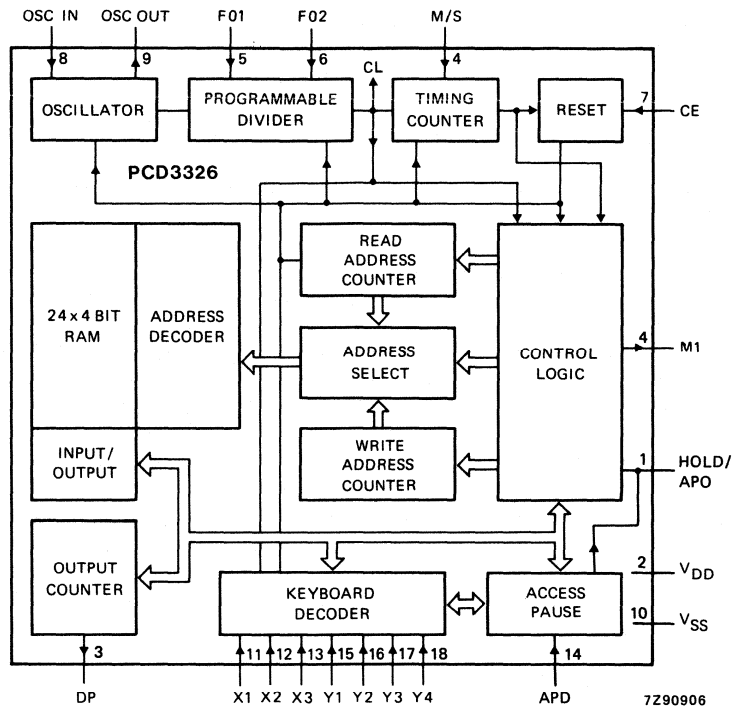 OSC IN OSC OUT F01 F02 M/S
8 9 5 6 4
CL
OSCILLATOR
PROGRAMMABLE
DIVIDER
TIMING
COUNTER
RESET
7 CE
PCD3326
READ
ADDRESS
COUNTER
24 x 4 BIT
RAM
ADDRESS
DECODER
ADDRESS
SELECT
CONTROL
LOGIC
4 M1
INPUT/
OUTPUT
WRITE
ADDRESS
COUNTER
1 HOLD/
APO
OUTPUT
COUNTER
KEYBOARD
DECODER
ACCESS
PAUSE
2 VDD
10 VSS
3 11 12 13 15 16 17 18 14
DP X1 X2 X3 Y1 Y2 Y3 Y4 APD
7Z90906